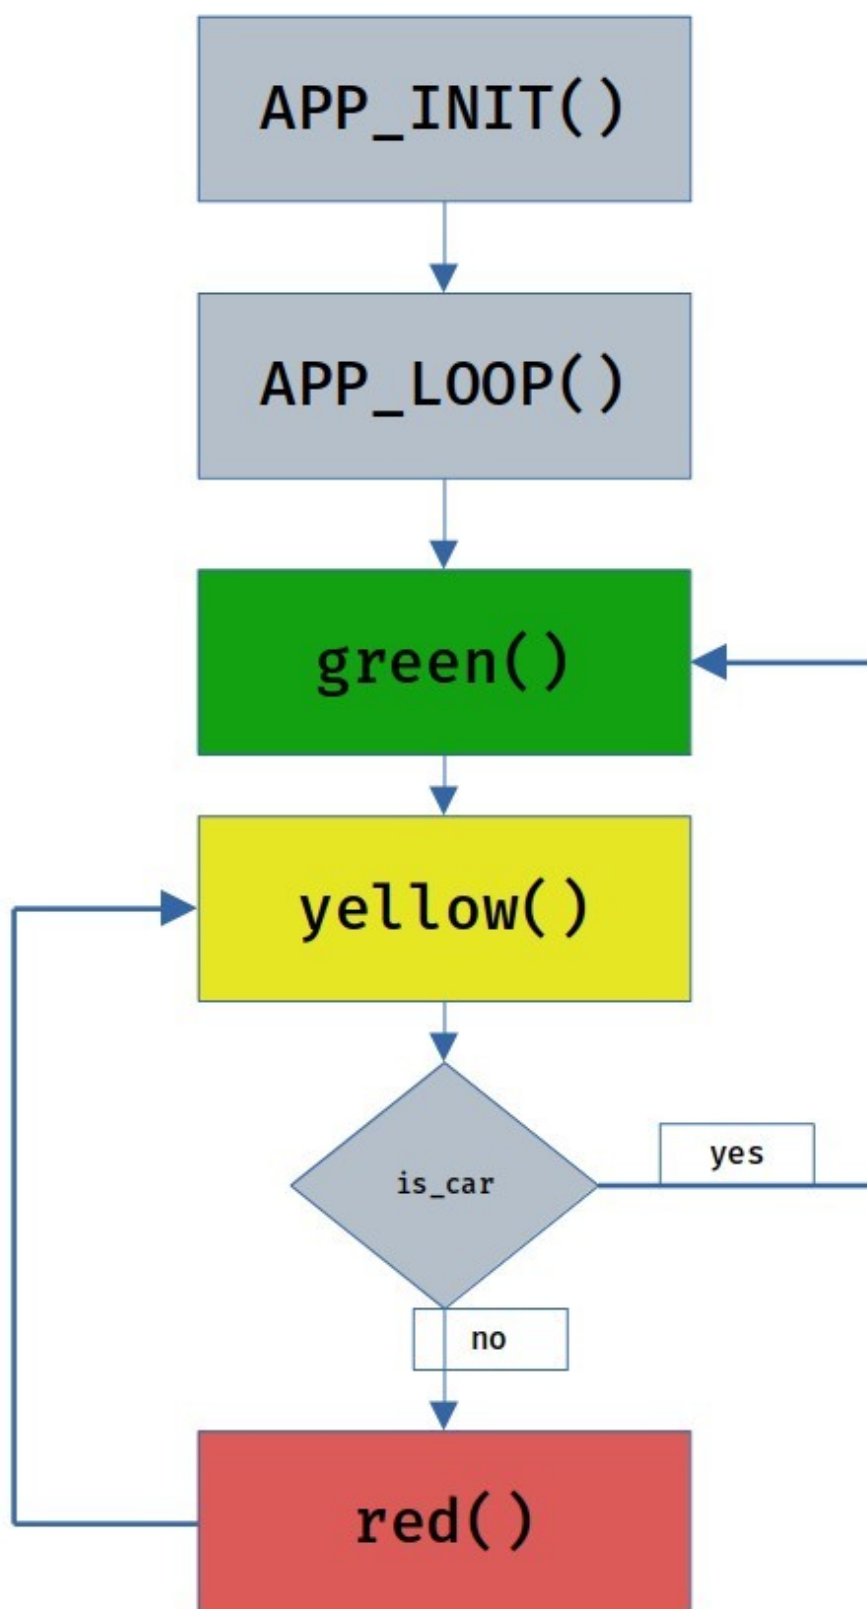 APP_INIT()
APP_LOOP()
green()
yellow()
is_car
yes
no
red()